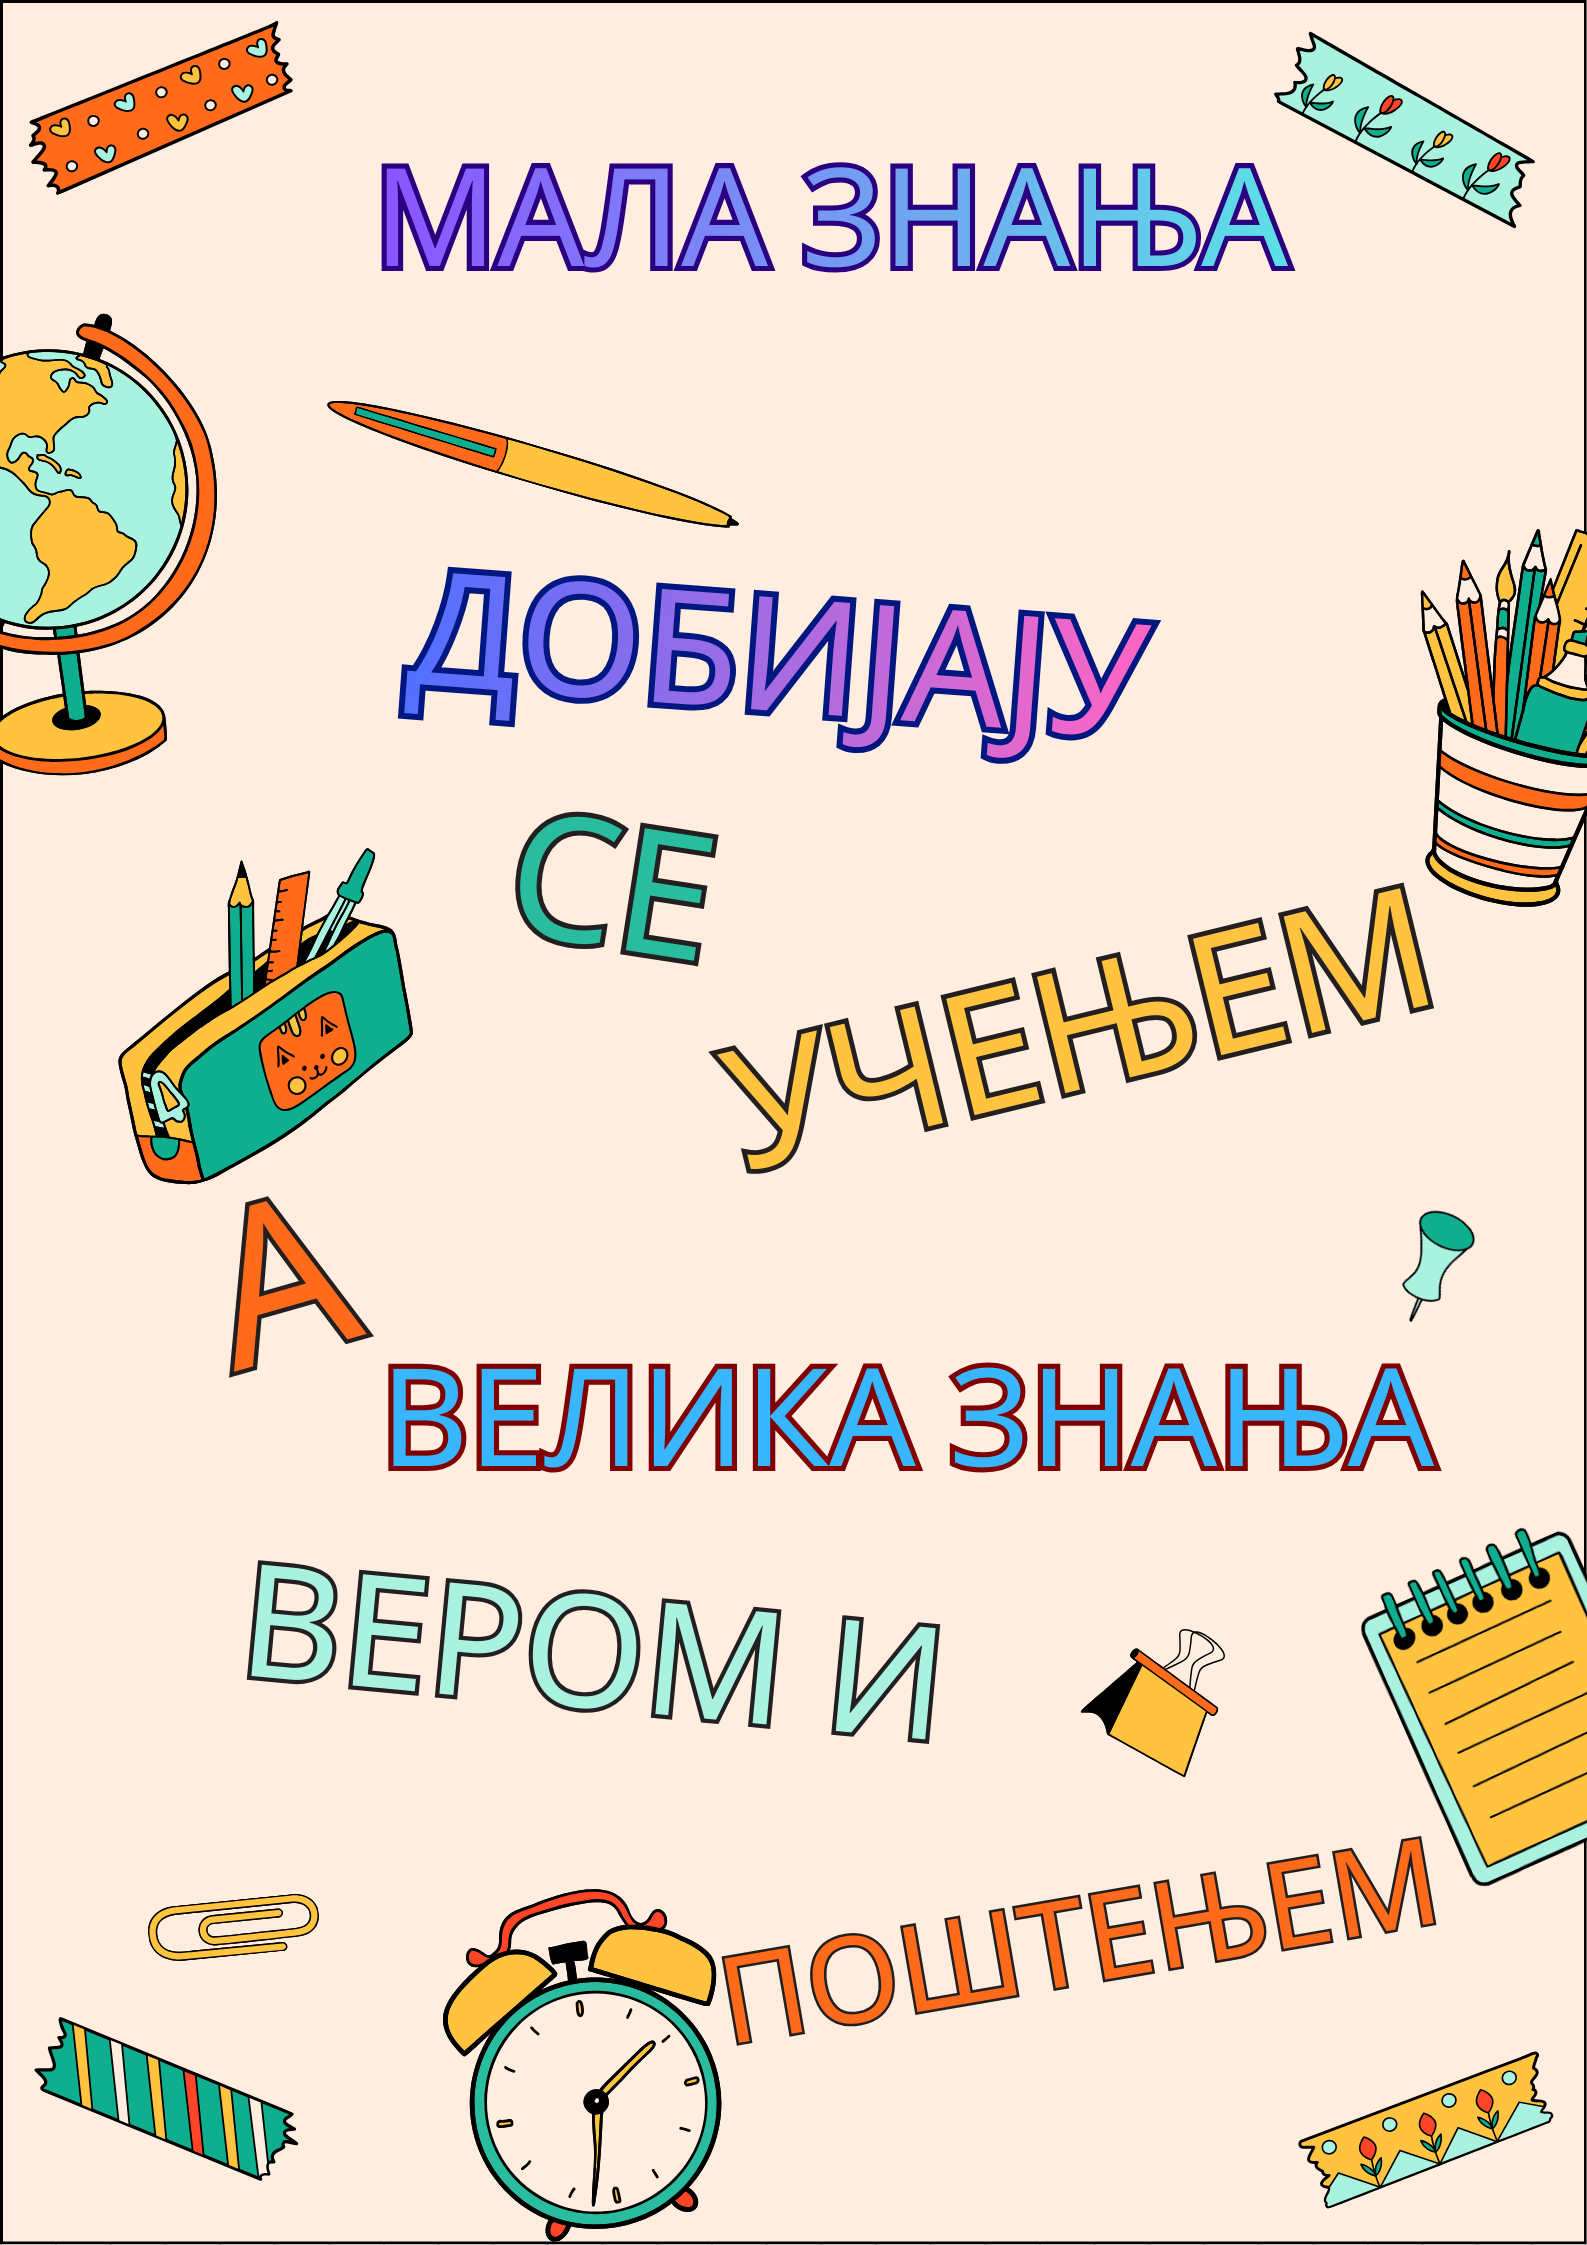 МАЛА ЗНАЊА
ДОБИЈАЈУ
СЕ
УЧЕЊЕМ
А
ВЕЛИКА ЗНАЊА
ВЕРОМ И
ПОШТЕЊЕМ